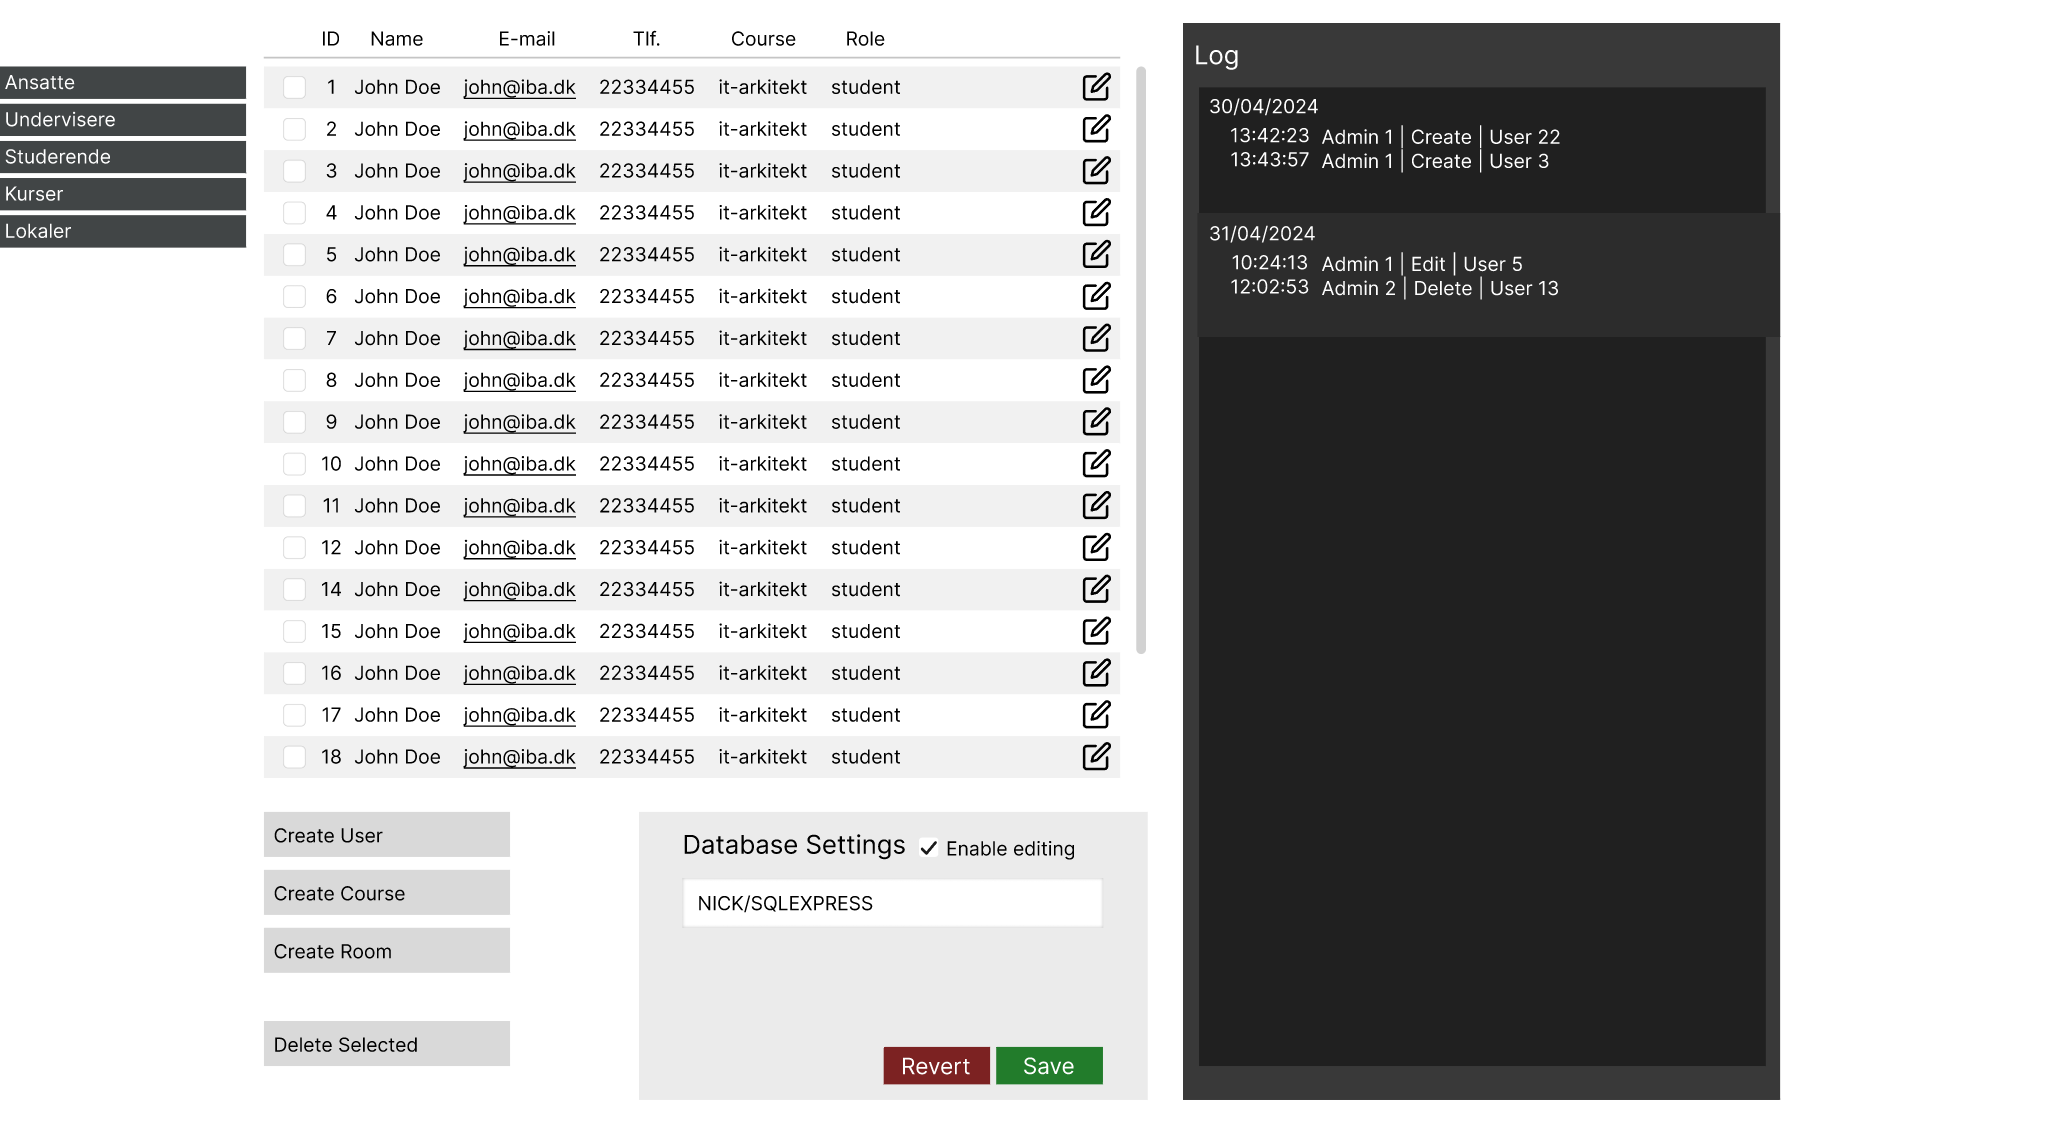 Ansatte
Undervisere
Studerende
Kurser
Lokaler
ID Name E-mail Tlf. Course Role
1 John Doe john@iba.dk 22334455 it-arkitekt student
2 John Doe john@iba.dk 22334455 it-arkitekt student
3 John Doe john@iba.dk 22334455 it-arkitekt student
4 John Doe john@iba.dk 22334455 it-arkitekt student
5 John Doe john@iba.dk 22334455 it-arkitekt student
6 John Doe john@iba.dk 22334455 it-arkitekt student
7 John Doe john@iba.dk 22334455 it-arkitekt student
8 John Doe john@iba.dk 22334455 it-arkitekt student
9 John Doe john@iba.dk 22334455 it-arkitekt student
10 John Doe john@iba.dk 22334455 it-arkitekt student
11 John Doe john@iba.dk 22334455 it-arkitekt student
12 John Doe john@iba.dk 22334455 it-arkitekt student
14 John Doe john@iba.dk 22334455 it-arkitekt student
15 John Doe john@iba.dk 22334455 it-arkitekt student
16 John Doe john@iba.dk 22334455 it-arkitekt student
17 John Doe john@iba.dk 22334455 it-arkitekt student
18 John Doe john@iba.dk 22334455 it-arkitekt student
Create User
Create Course
Create Room
Delete Selected
Database Settings Enable editing
NICK/SQLEXPRESS
Revert Save
Log
30/04/2024
13:42:23 Admin 1 | Create | User 22
13:43:57 Admin 1 | Create | User 3
31/04/2024
10:24:13 Admin 1 | Edit | User 5
12:02:53 Admin 2 | Delete | User 13